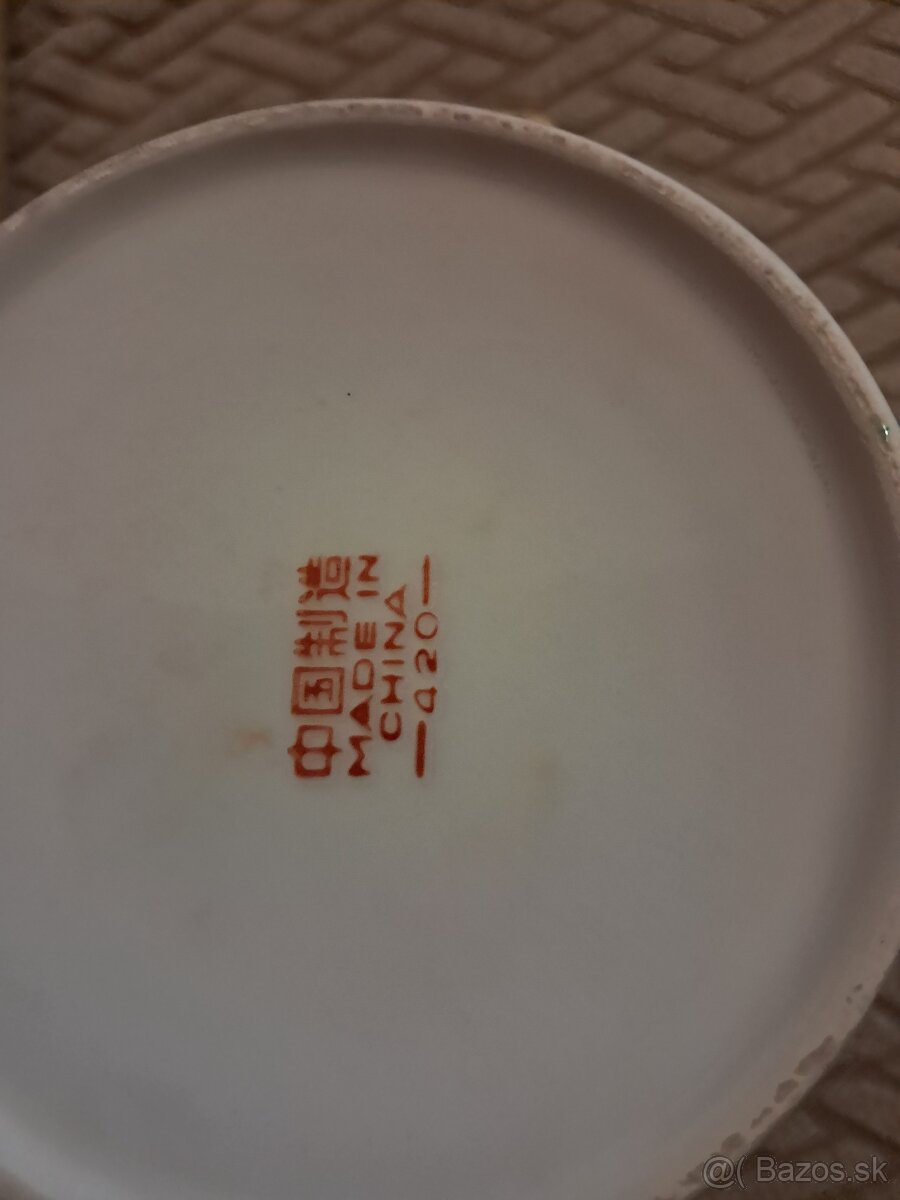 中国制造
MADE IN
CHINA
—420—
@( Bazos.sk